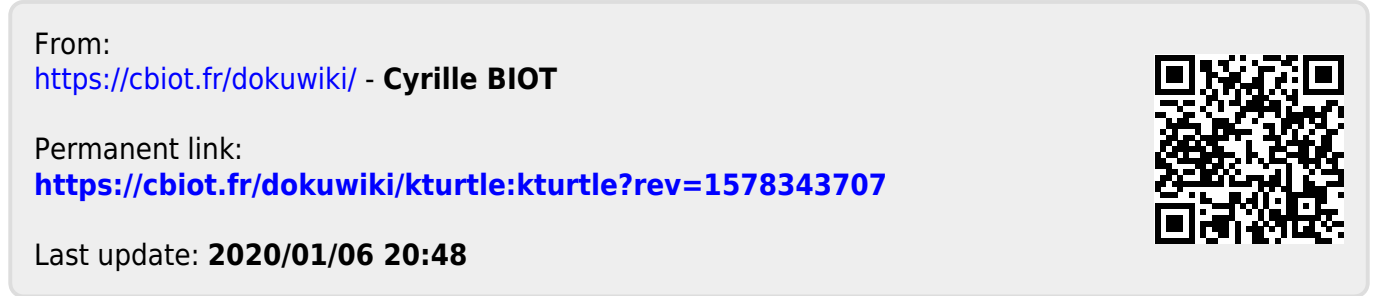 From:
https://cbiot.fr/dokuwiki/ - Cyrille BIOT
Permanent link:
https://cbiot.fr/dokuwiki/kturtle:kturtle?rev=1578343707
Last update: 2020/01/06 20:48